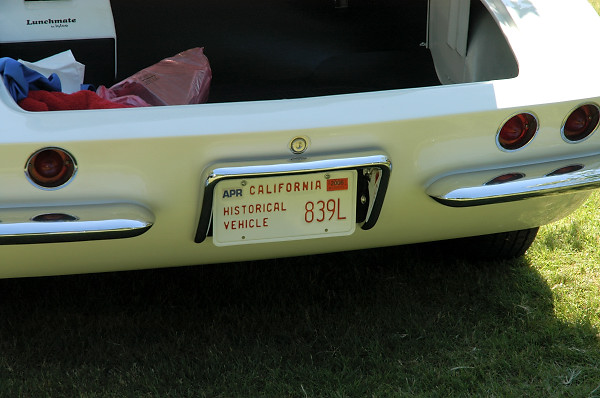 Lunchmate
APR CALIFORNIA
HISTORICAL
VEHICLE 839L